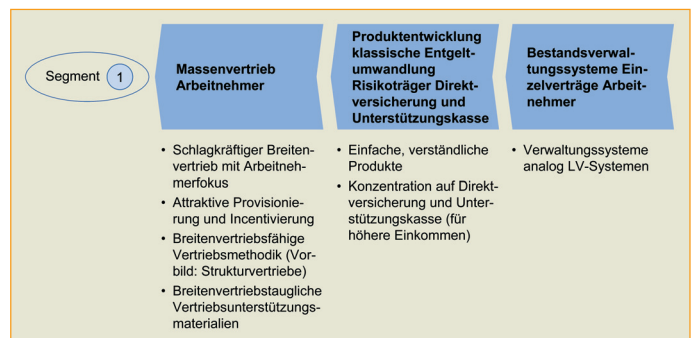 Segment 1
Massenvertrieb
Arbeitnehmer
Produktentwicklung
klassische Entgelt-
umwandlung
Risikoträger Direkt-
versicherung und
Unterstützungskasse
Bestandsverwal-
tungssysteme Ein-
zelverträge Arbeit-
nehmer
• Schlagkräftiger Breiten-
vertrieb mit Arbeitneh-
merfokus
• Attraktive Provisionie-
rung und Incentivierung
• Breitenvertriebsfähige
Vertriebsmethodik (Vor-
bild: Strukturvertriebe)
• Breitenvertriebstaugliche
Vertriebsunterstützungs-
materialien
• Einfache, verständliche
Produkte
• Konzentration auf Direkt-
versicherung und Unter-
stützungskasse (für
höhere Einkommen)
• Verwaltungssysteme
analog LV-Systemen